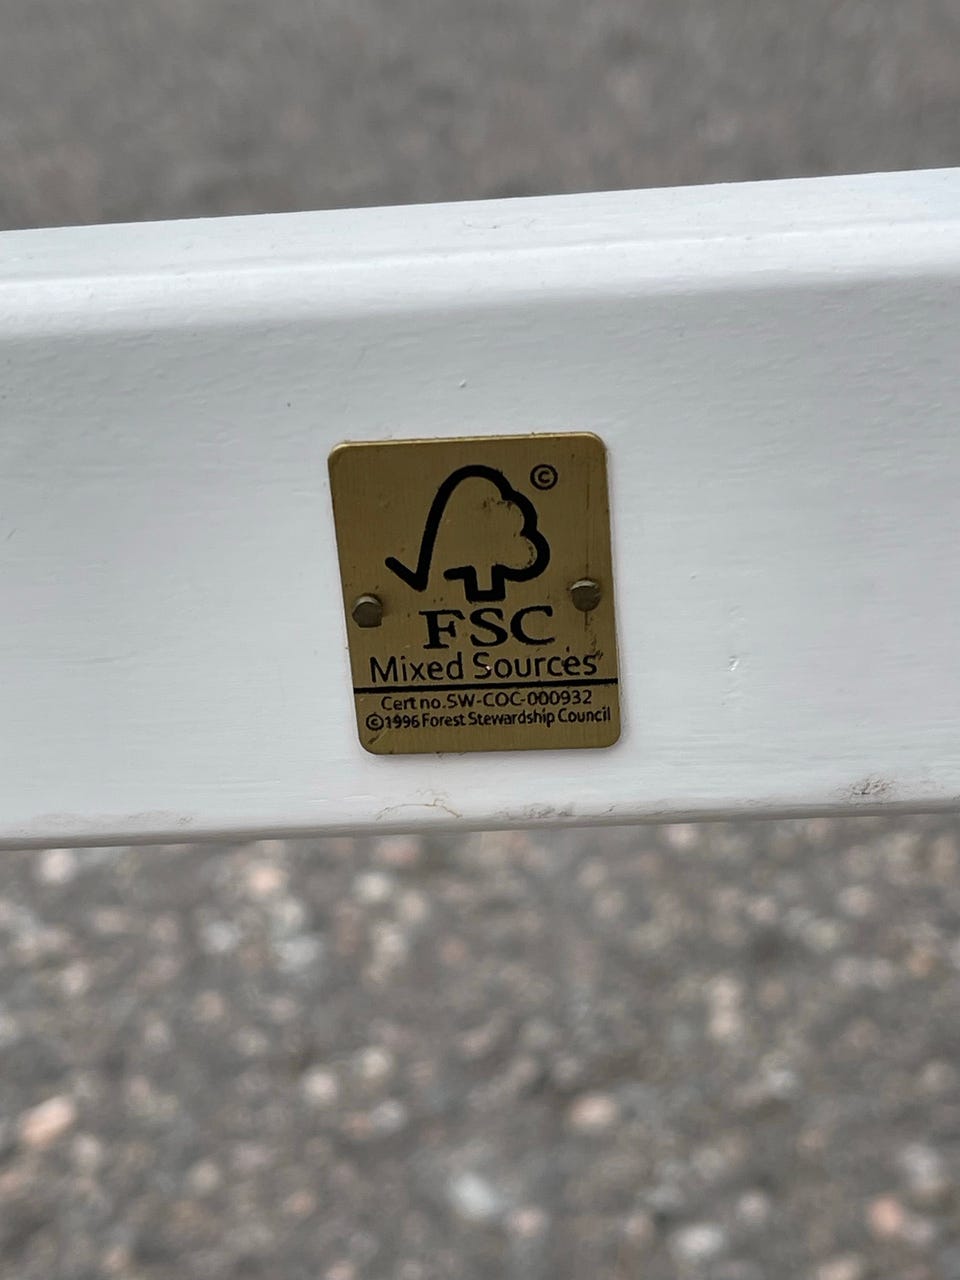 ©
FSC
Mixed Sources
Cert no.SW-COC-000932
©1996 Forest Stewardship Council